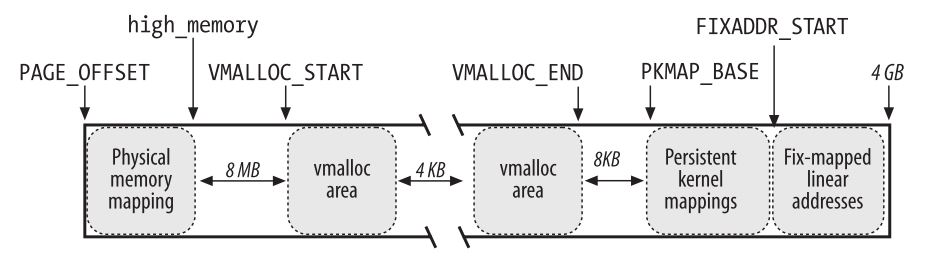 FIXADDR_START
high_memory
PAGE_OFFSET
VMALLOC_START
VMALLOC_END
PKMAP_BASE
4 GB
Physical
memory
mapping
8 MB
vmalloc
area
4 KB
vmalloc
area
8KB
Persistent
kernel
mappings
Fix-mapped
linear
addresses